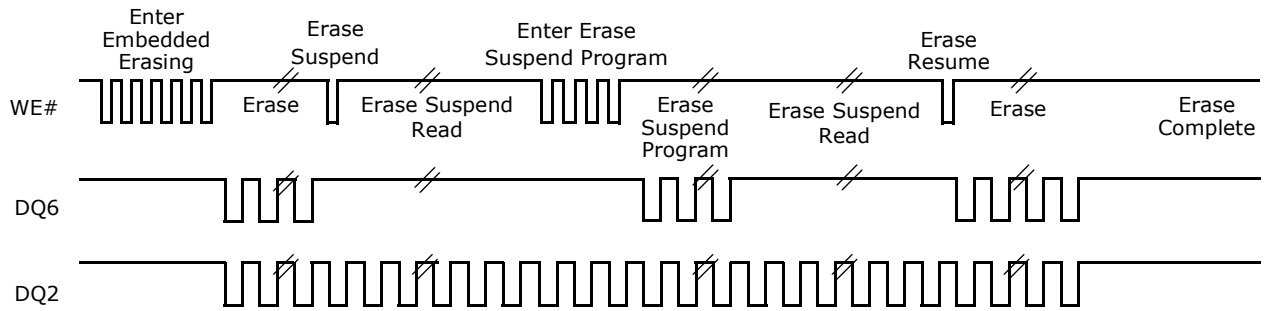 Enter
Embedded
Erasing
Erase
Suspend
Enter Erase
Suspend Program
Erase
Resume
WE#
Erase
Erase Suspend
Read
Erase
Suspend
Program
Erase Suspend
Read
Erase
Erase
Complete
DQ6
DQ2